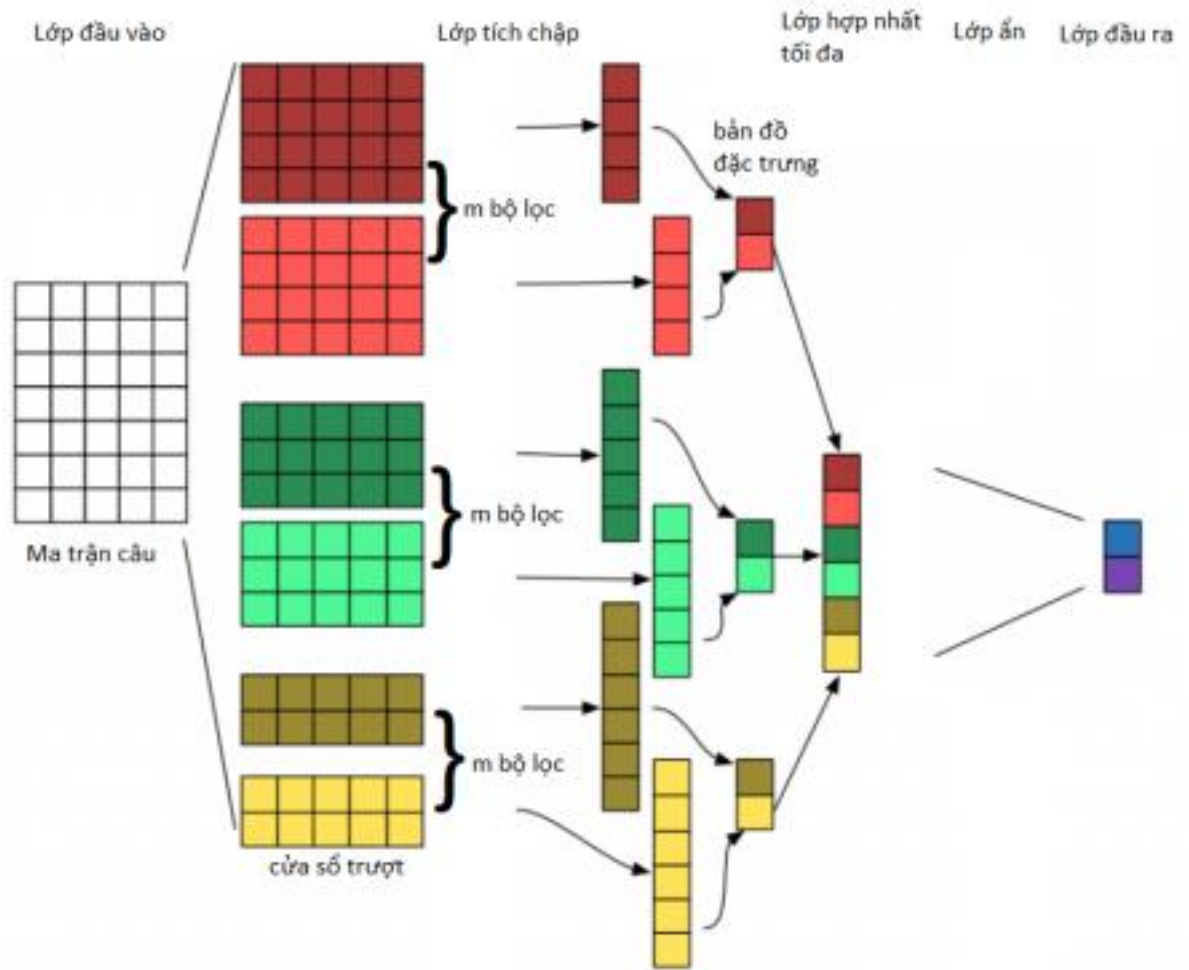 Lớp đầu vào
Lớp tích chập
Lớp hợp nhất
tối đa
Lớp ẩn
Lớp đầu ra
bản đồ
đặc trưng
m bộ lọc
m bộ lọc
Ma trận câu
m bộ lọc
cửa sổ trượt